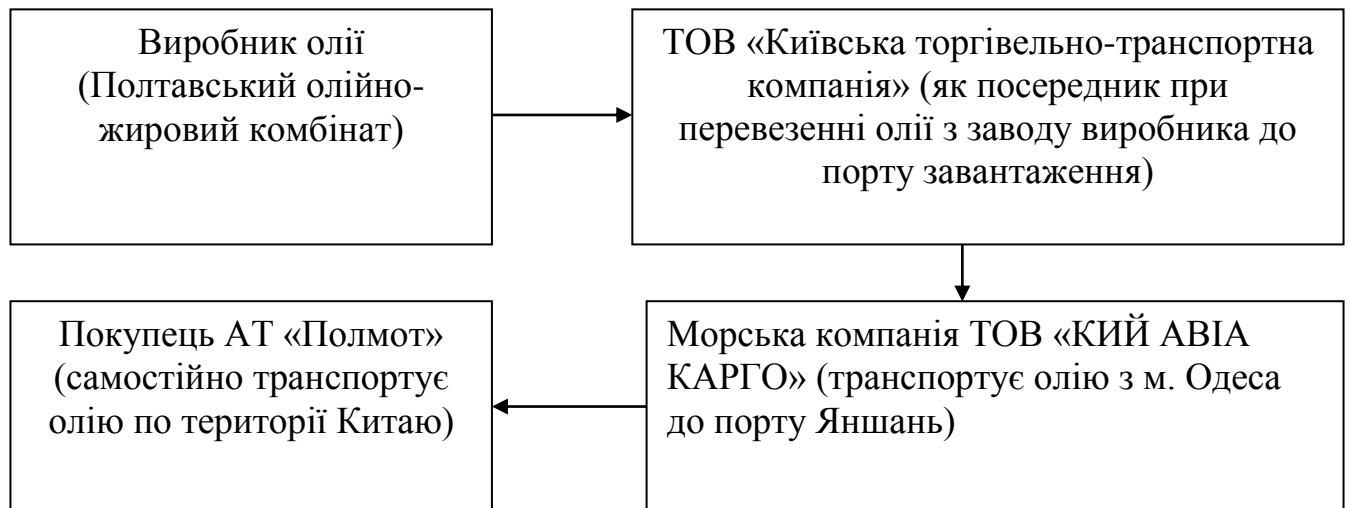 Виробник олії
(Полтавський олійно-
жировий комбінат)
ТОВ «Київська торгівельно-транспортна
компанія» (як посередник при
перевезенні олії з заводу виробника до
порту завантаження)
Покупець АТ «Полмот»
(самостійно транспортує
олію по території Китаю)
Морська компанія ТОВ «КИЙ АВІА
КАРГО» (транспортує олію з м. Одеса
до порту Яншань)